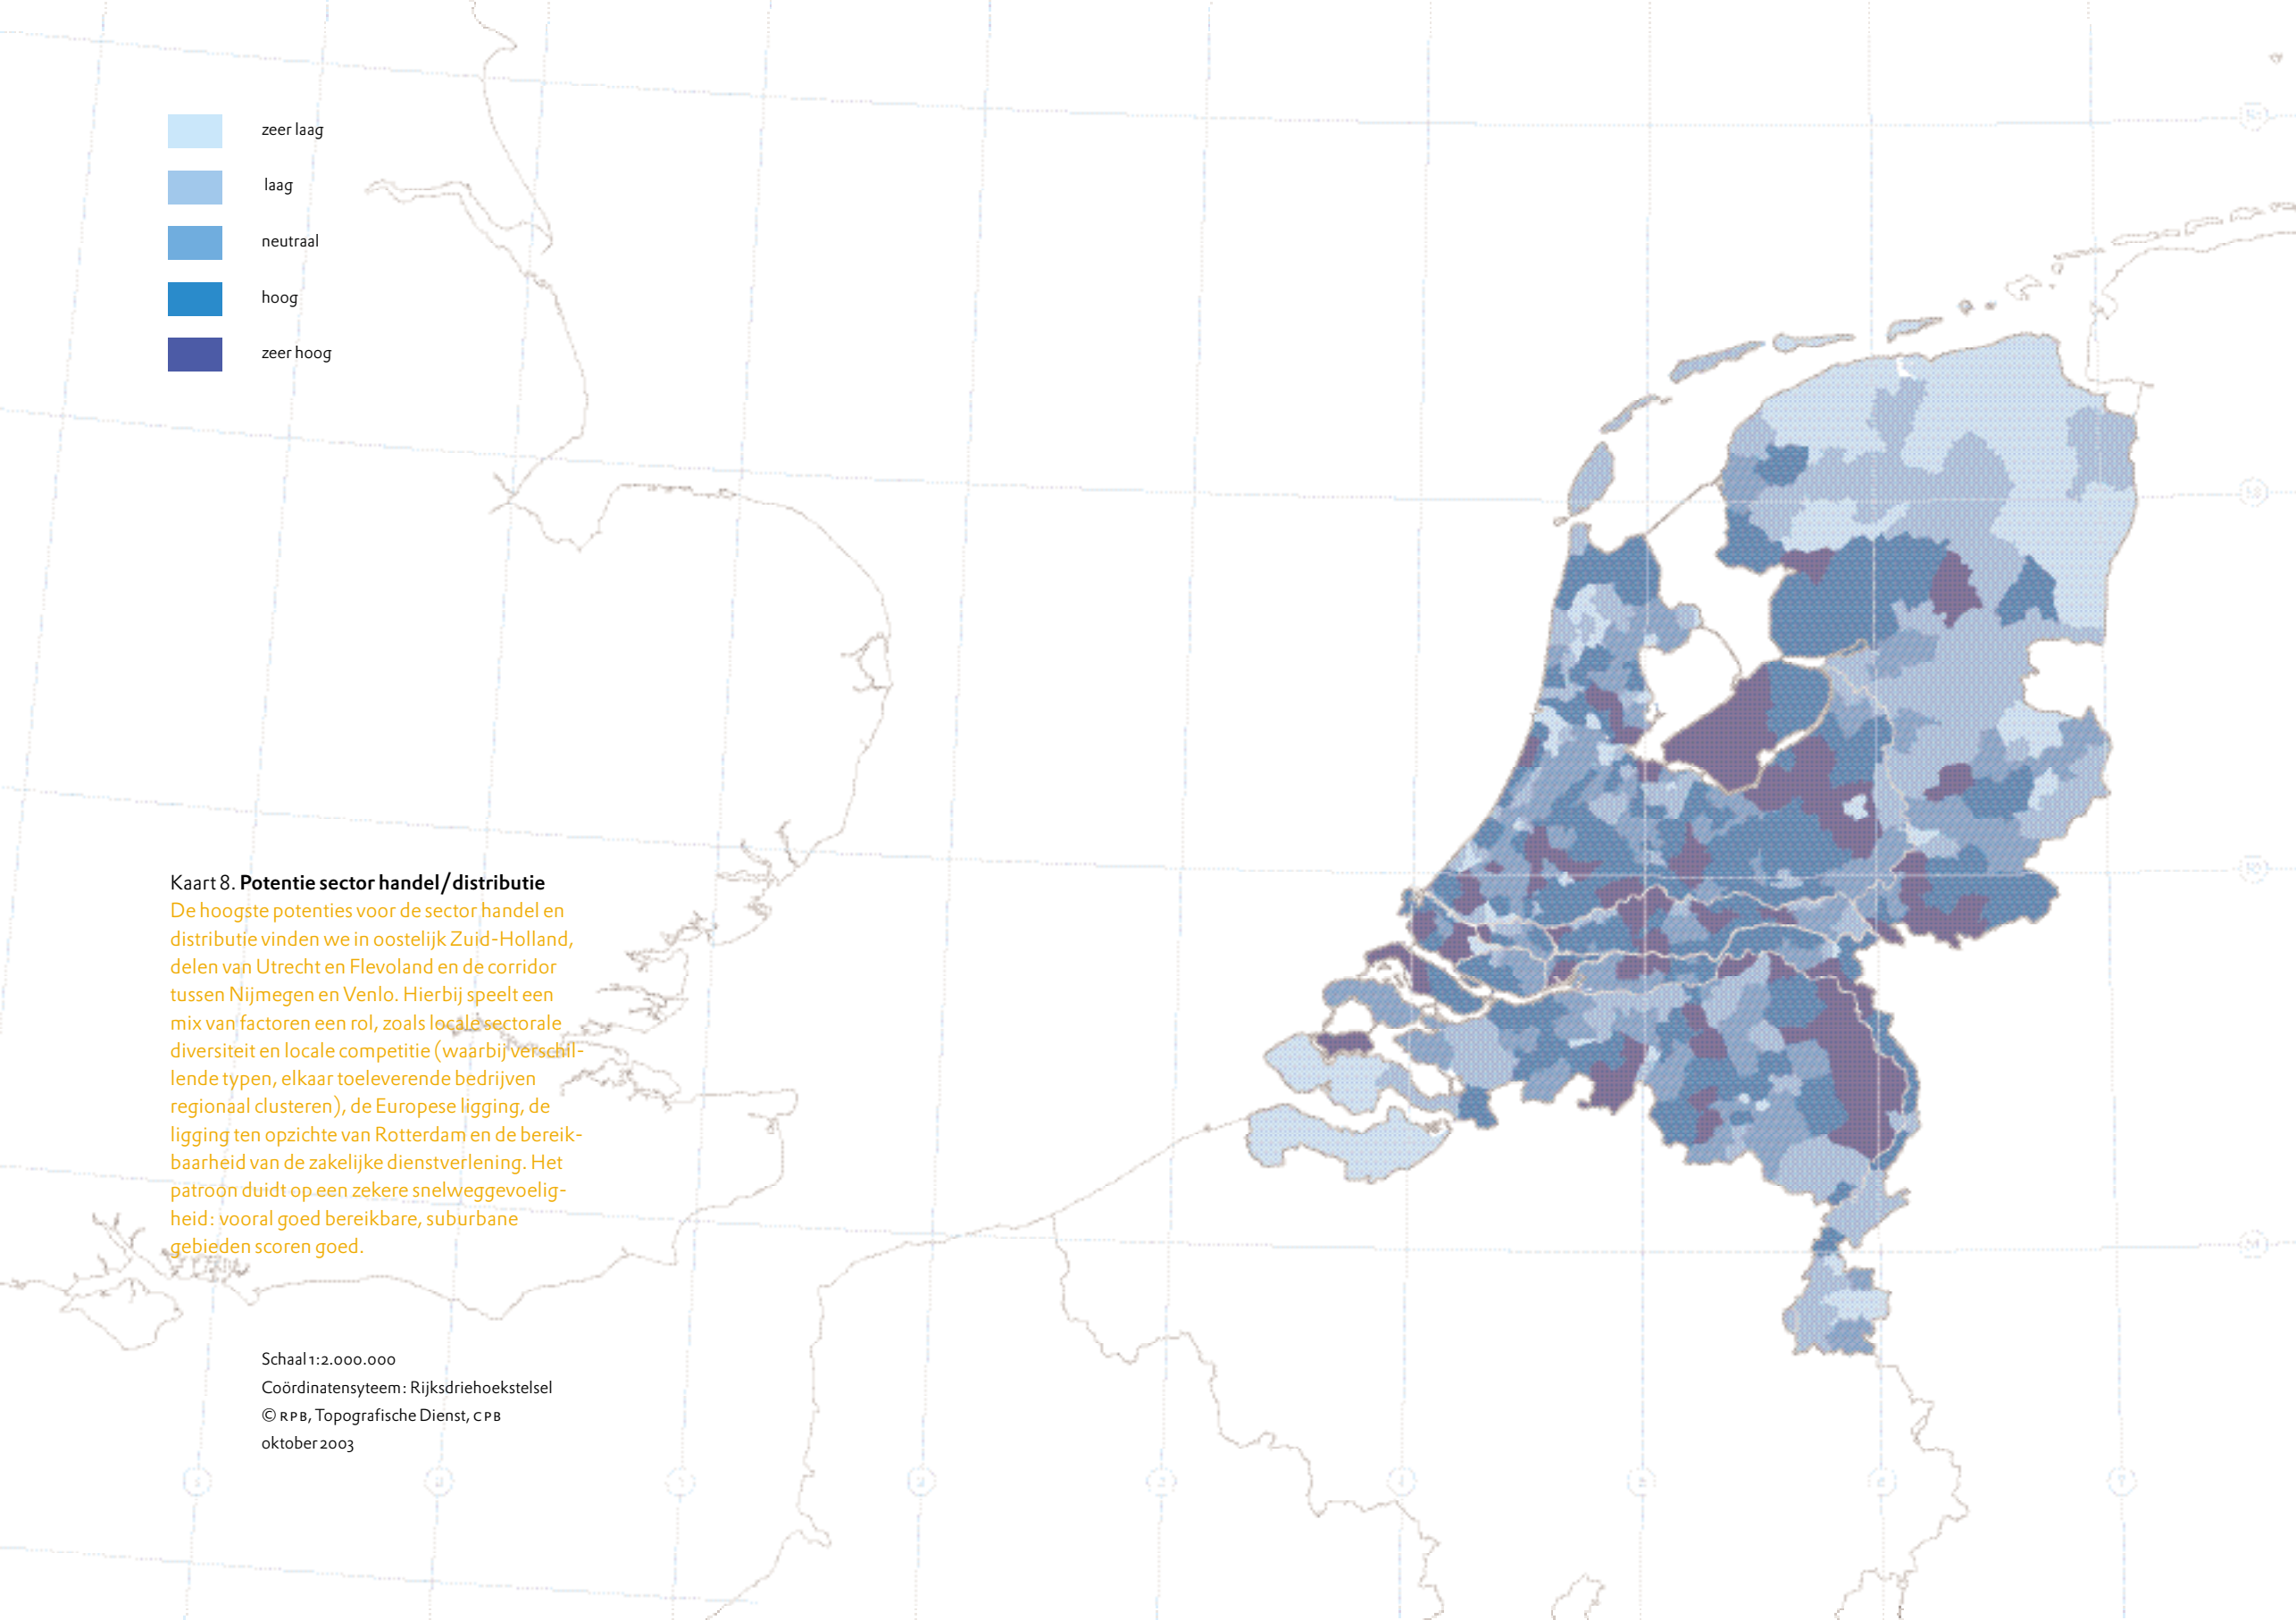 zeer laag
laag
neutraal
hoog
zeer hoog
Kaart 8. Potentie sector handel/distributie
De hoogste potenties voor de sector handel en
distributie vinden we in oostelijk Zuid-Holland,
delen van Utrecht en Flevoland en de corridor
tussen Nijmegen en Venlo. Hierbij speelt een
mix van factoren een rol, zoals locale sectorale
diversiteit en locale competitie (waarbij verschil-
lende typen, elkaar toeleverende bedrijven
regionaal clusteren), de Europese ligging, de
ligging ten opzichte van Rotterdam en de bereik-
baarheid van de zakelijke dienstverlening. Het
patroon duidt op een zekere snelweggevoelig-
heid: vooral goed bereikbare, suburbane
gebieden scoren goed.
Schaal 1:2.000.000
Coördinatensyteem: Rijksdriehoekstelsel
© RPB, Topografische Dienst, CPB
oktober 2003